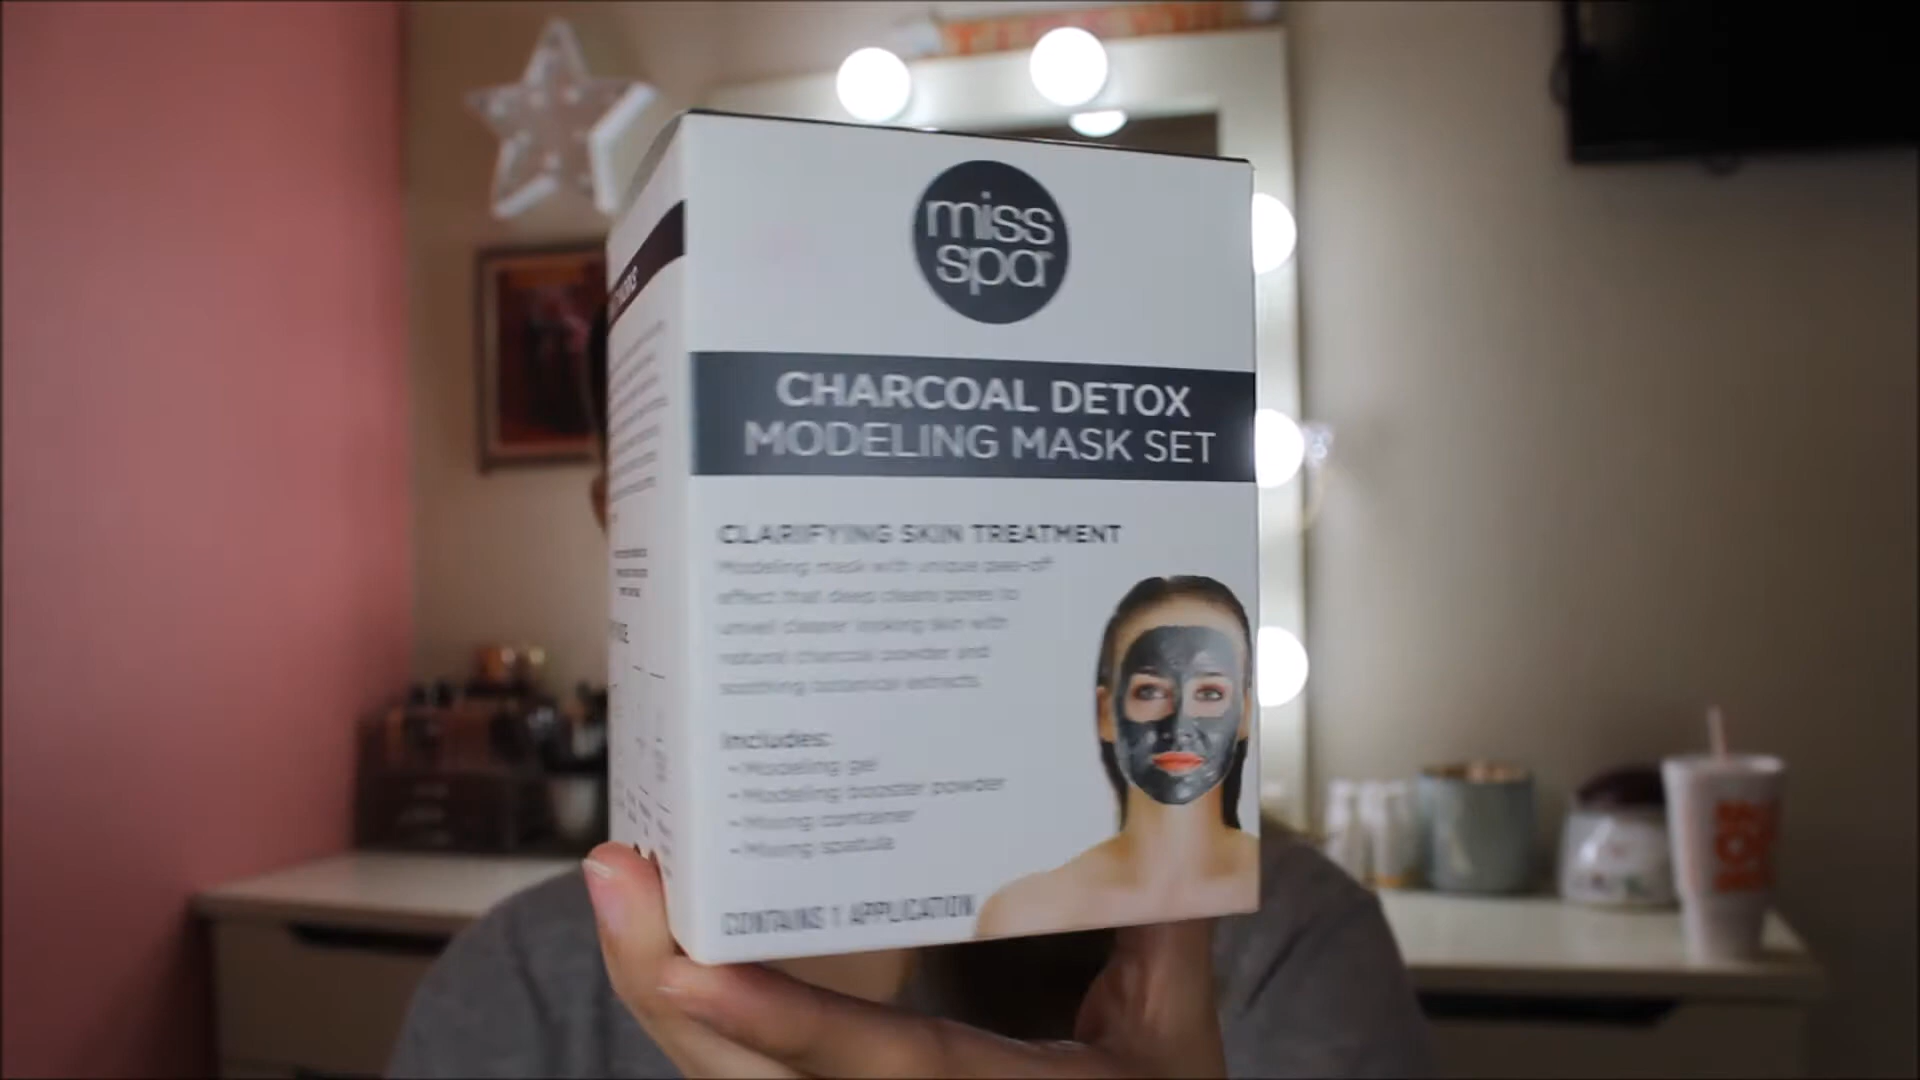 miss
spa
CHARCOAL DETOX
MODELING MASK SET
CLARIFYING SKIN TREATMENT
Modeling mask with unique peel-off
effect that deep cleans pores to
unveil clearer looking skin with
natural charcoal powder and
soothing botanical extracts.
Includes:
• Modeling gel
• Modeling booster powder
• Mixing container
• Mixing spatula
CONTAINS 1 APPLICATION